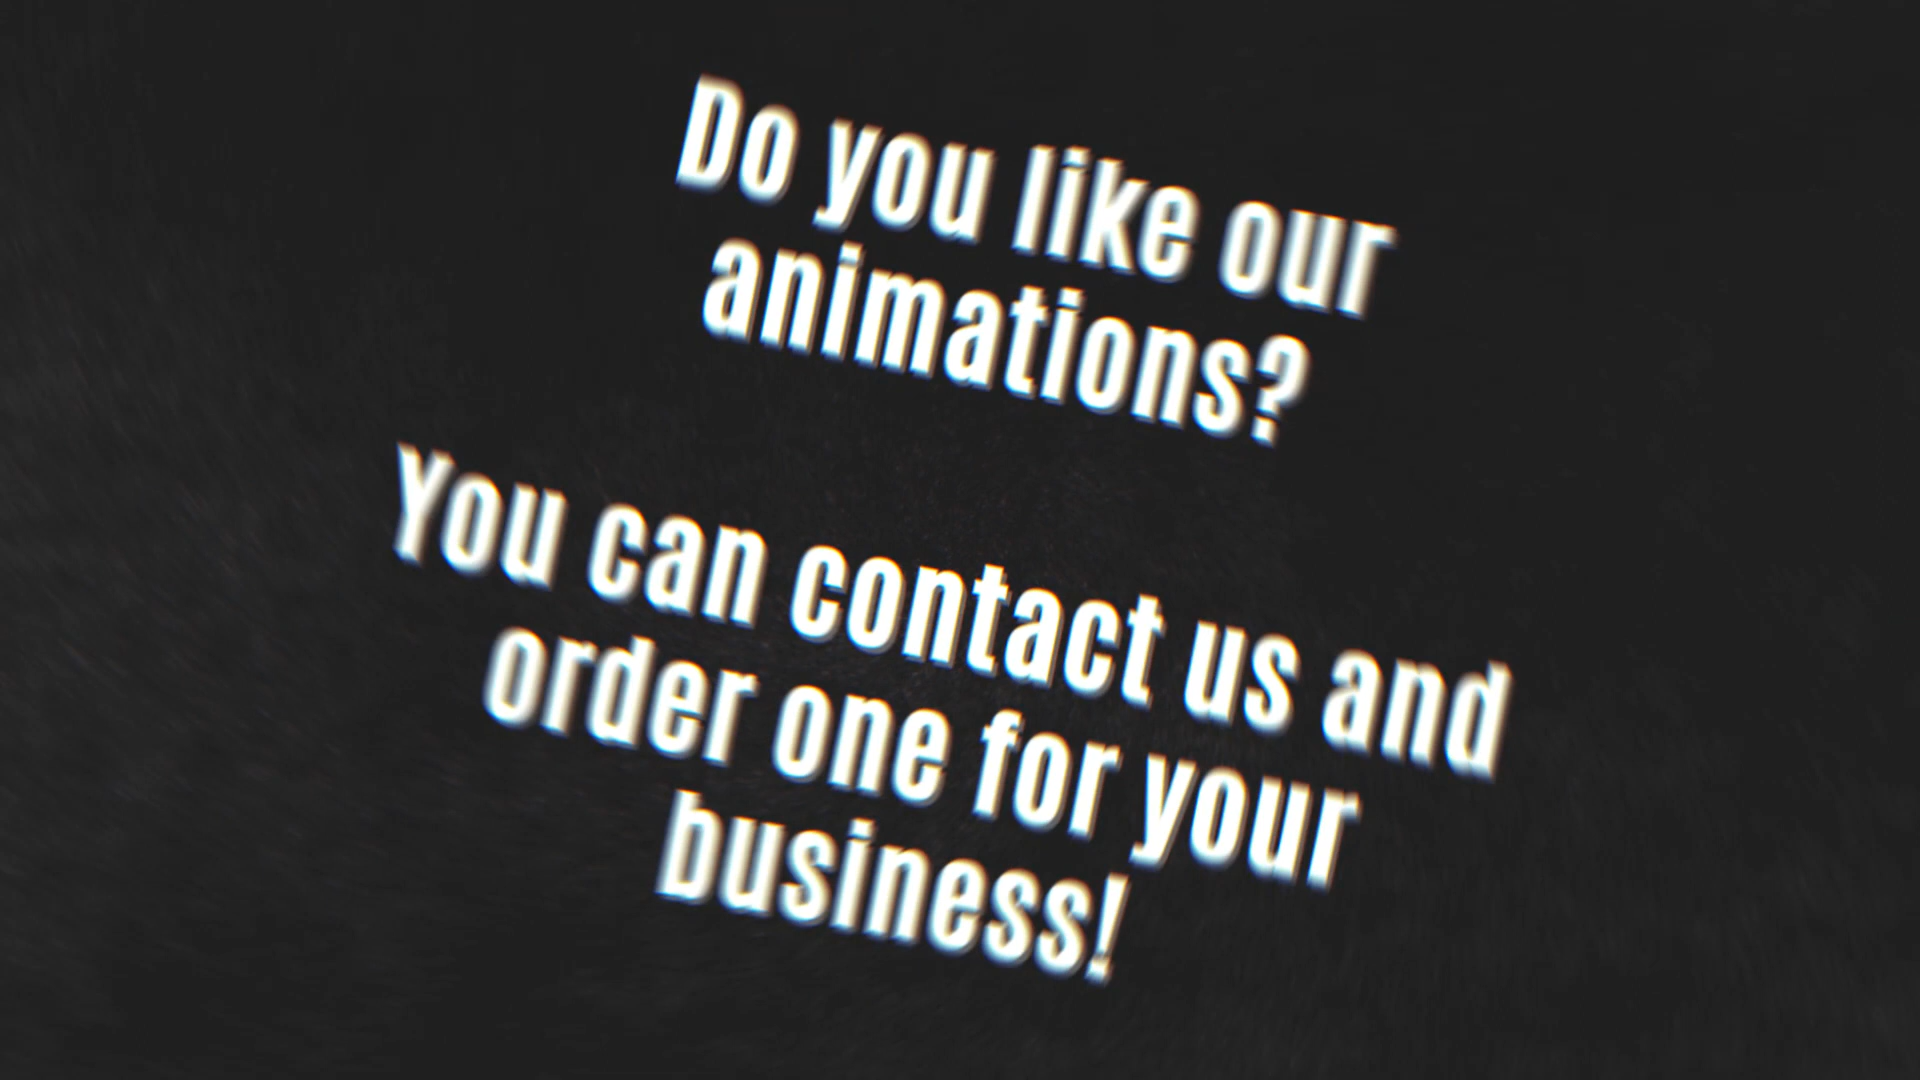 Do you like our
animations?
You can contact us and
order one for your
business!